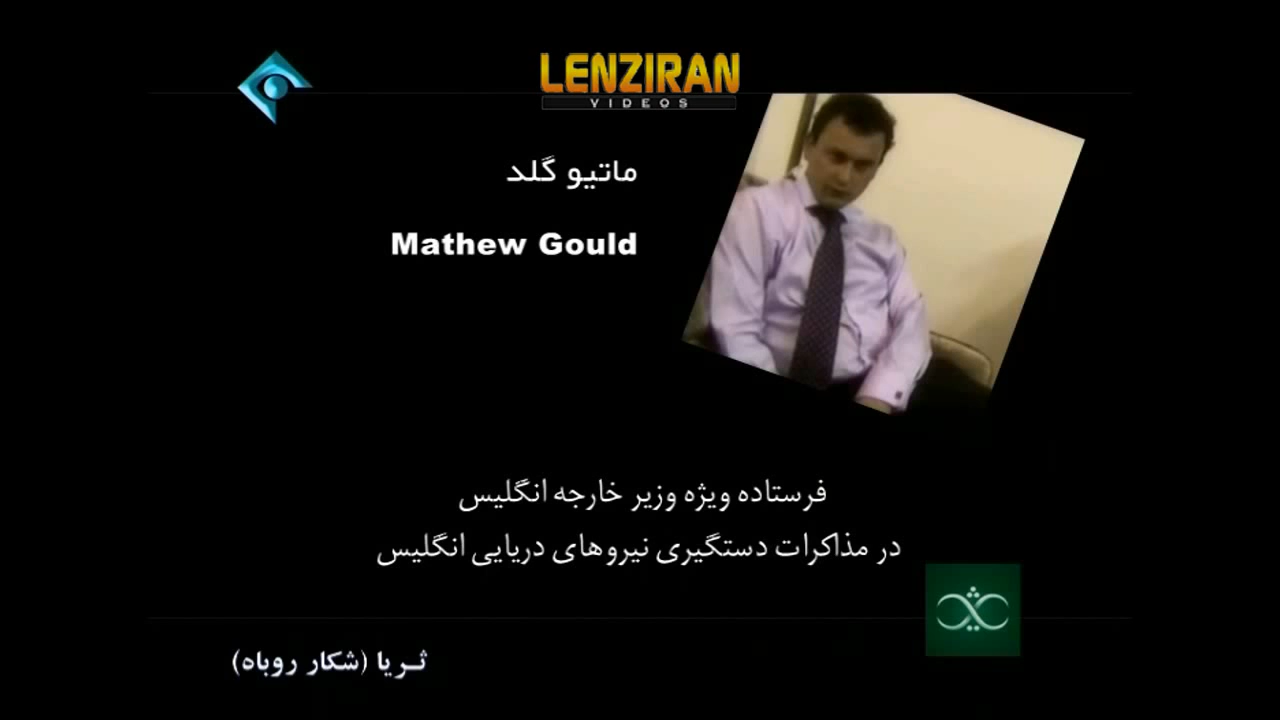 LENZIRAN
VIDEOS
ماتیو گلد
Mathew Gould
فرستاده ویژه وزیر خارجه انگلیس
در مذاکرات دستگیری نیروهای دریایی انگلیس
ثریا (شکار روباه)